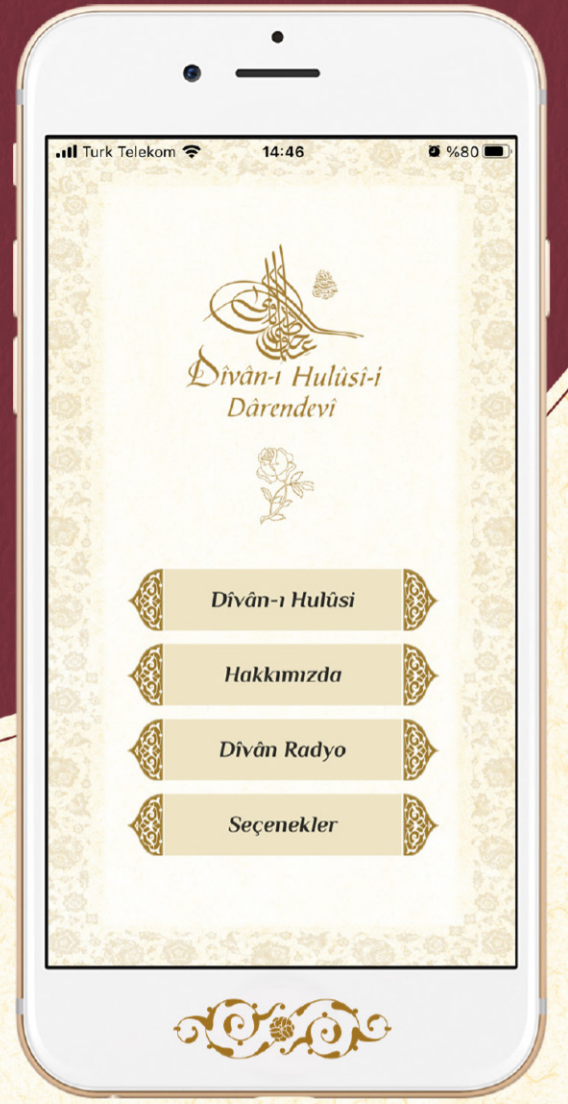 Turk Telekom
14:46
%80
Dîvân-ı Hulûsî-i
Dârendevî
Dîvân-ı Hulûsi
Hakkımızda
Dîvân Radyo
Seçenekler